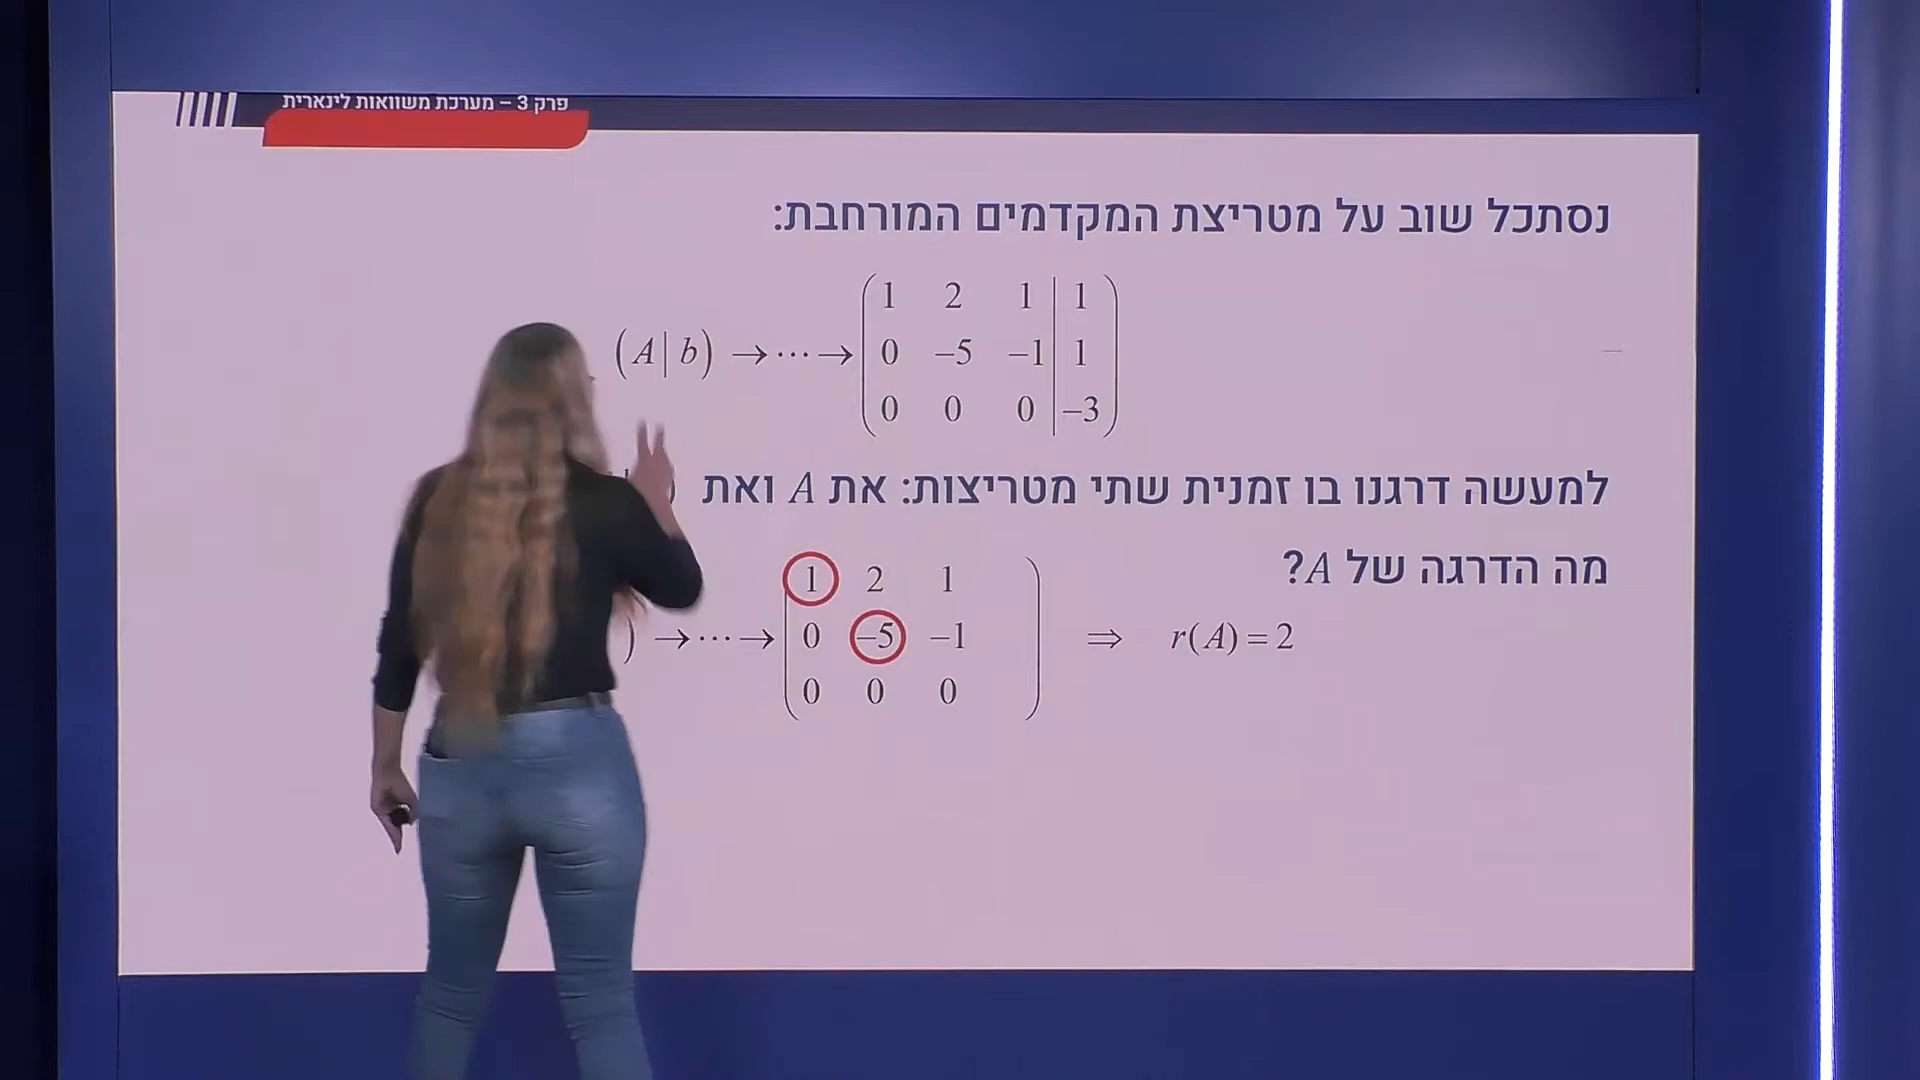 פרק 3 – מערכת משוואות לינארית
נסתכל שוב על מטריצת המקדמים המורחבת:
(A | b) → ⋯ →
1 2 1 | 1
0 –5 –1 | 1
0 0 0 | –3
למעשה דרגנו בו זמנית שתי מטריצות: את A ואת
מה הדרגה של A?
) → ⋯ →
1 2 1
0 –5 –1
0 0 0
⇒ r(A) = 2